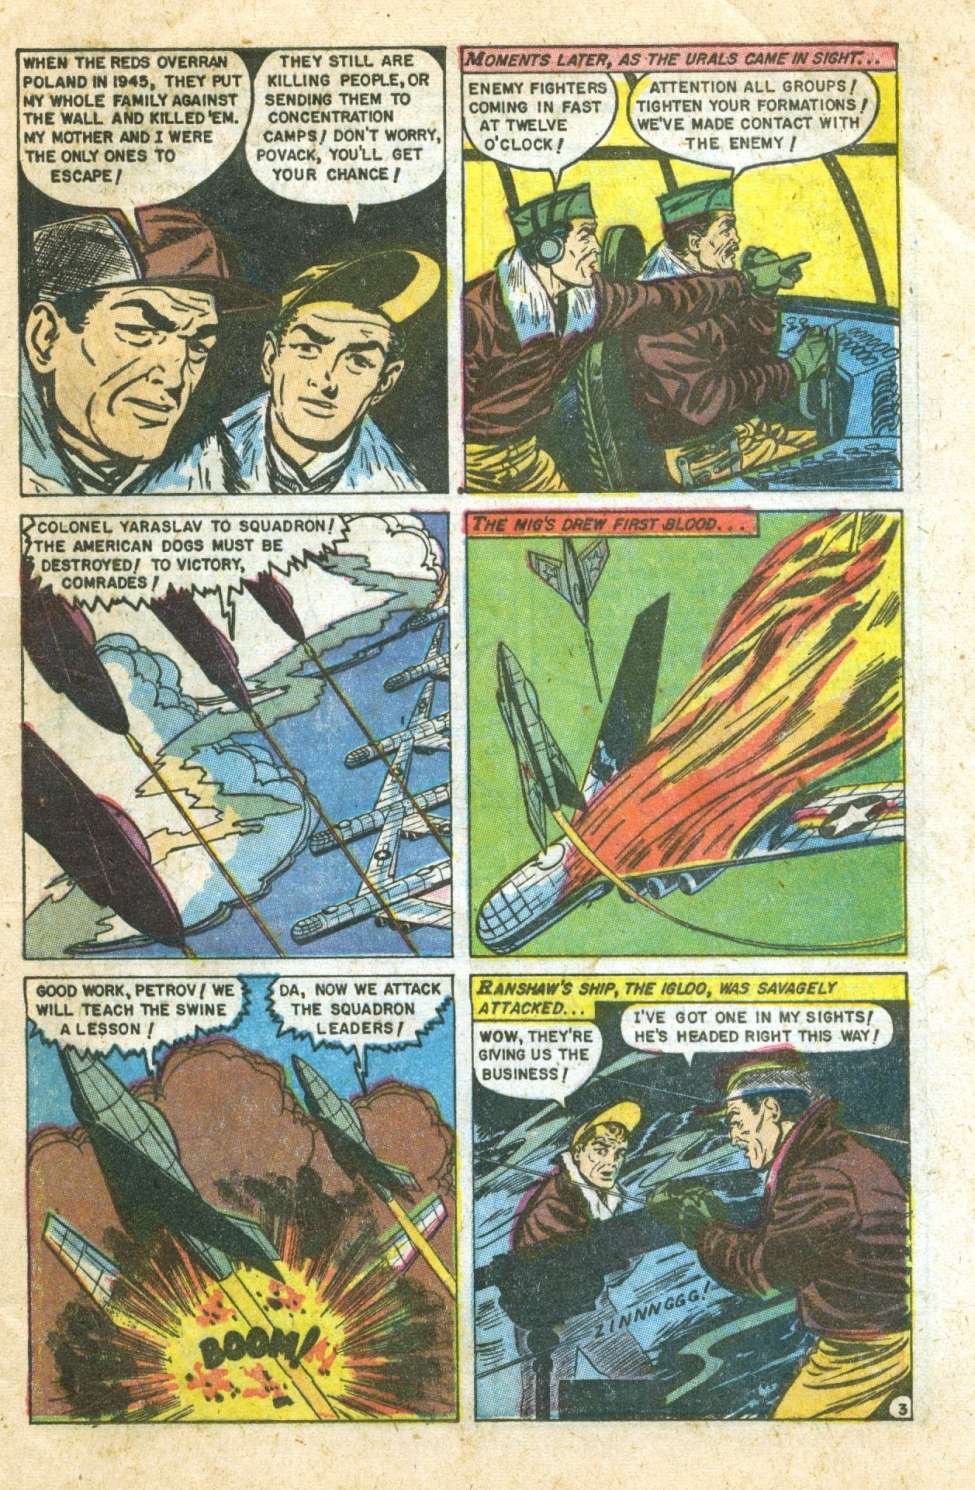 WHEN THE REDS OVERRAN
POLAND IN 1945, THEY PUT
MY WHOLE FAMILY AGAINST
THE WALL AND KILLED 'EM.
MY MOTHER AND I WERE
THE ONLY ONES TO
ESCAPE!
THEY STILL ARE
KILLING PEOPLE, OR
SENDING THEM TO
CONCENTRATION
CAMPS! DON'T WORRY,
POVACK, YOU'LL GET
YOUR CHANCE!
MOMENTS LATER, AS THE URALS CAME IN SIGHT...
ENEMY FIGHTERS
COMING IN FAST
AT TWELVE
O'CLOCK!
ATTENTION ALL GROUPS!
TIGHTEN YOUR FORMATIONS!
WE'VE MADE CONTACT WITH
THE ENEMY!
COLONEL YARASLAV TO SQUADRON!
THE AMERICAN DOGS MUST BE
DESTROYED! TO VICTORY,
COMRADES!
THE MIG'S DREW FIRST BLOOD...
GOOD WORK, PETROV! WE
WILL TEACH THE SWINE
A LESSON!
DA, NOW WE ATTACK
THE SQUADRON
LEADERS!
BOOM!
RANSHAW'S SHIP, THE IGLOO, WAS SAVAGELY
ATTACKED...
WOW, THEY'RE
GIVING US THE
BUSINESS!
I'VE GOT ONE IN MY SIGHTS!
HE'S HEADED RIGHT THIS WAY!
ZINNNGGG!
3